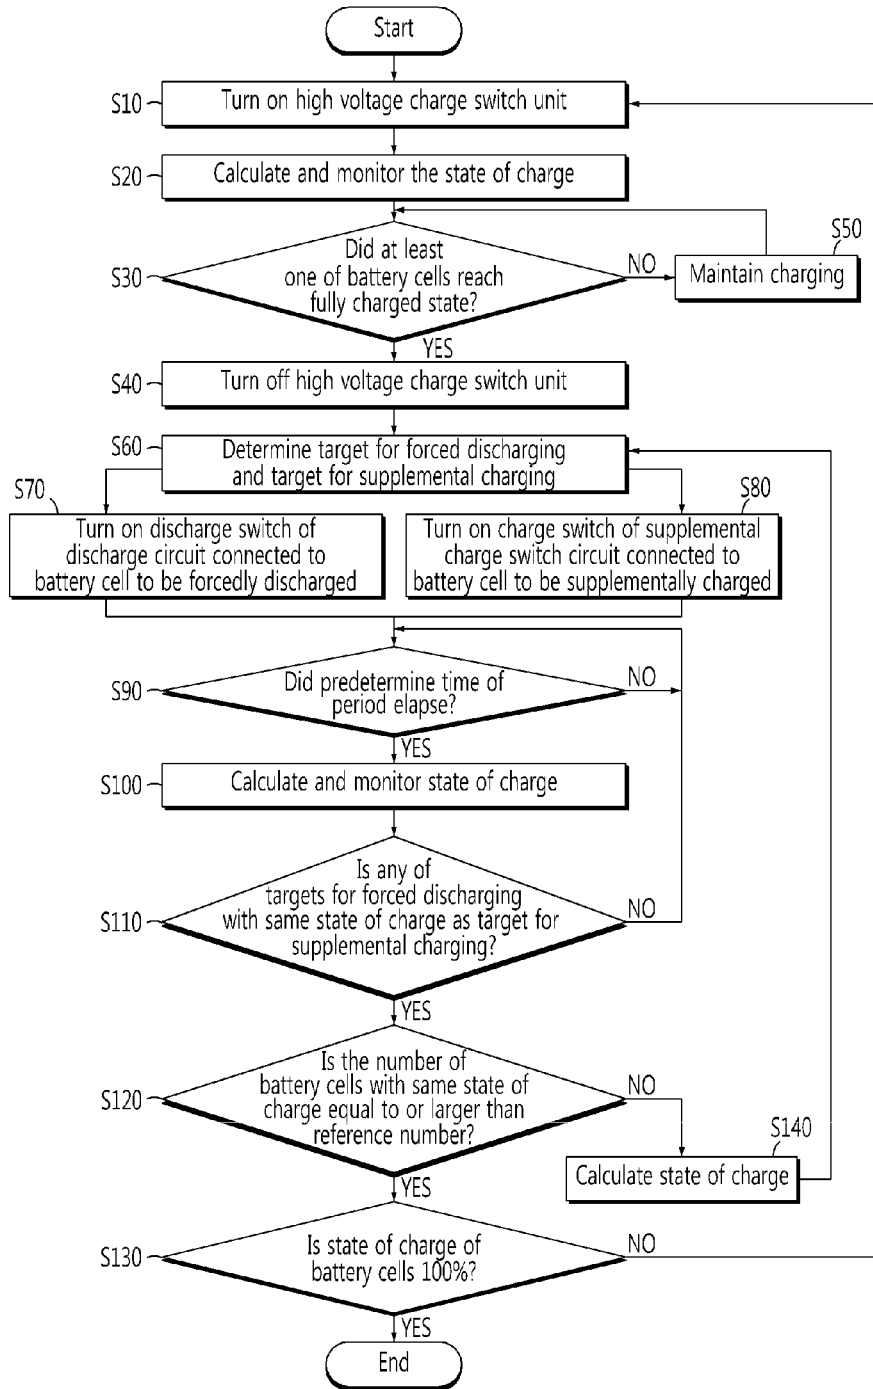 Start
S10
Turn on high voltage charge switch unit
S20
Calculate and monitor the state of charge
S30
Did at least
one of battery cells reach
fully charged state?
NO
S50
Maintain charging
YES
S40
Turn off high voltage charge switch unit
S60
Determine target for forced discharging
and target for supplemental charging
S70
Turn on discharge switch of
discharge circuit connected to
battery cell to be forcedly discharged
S80
Turn on charge switch of supplemental
charge switch circuit connected to
battery cell to be supplementally charged
S90
Did predetermine time of
period elapse?
NO
YES
S100
Calculate and monitor state of charge
S110
Is any of
targets for forced discharging
with same state of charge as target for
supplemental charging?
NO
YES
S120
Is the number of
battery cells with same state of
charge equal to or larger than
reference number?
NO
S140
Calculate state of charge
YES
S130
Is state of charge of
battery cells 100%?
NO
YES
End